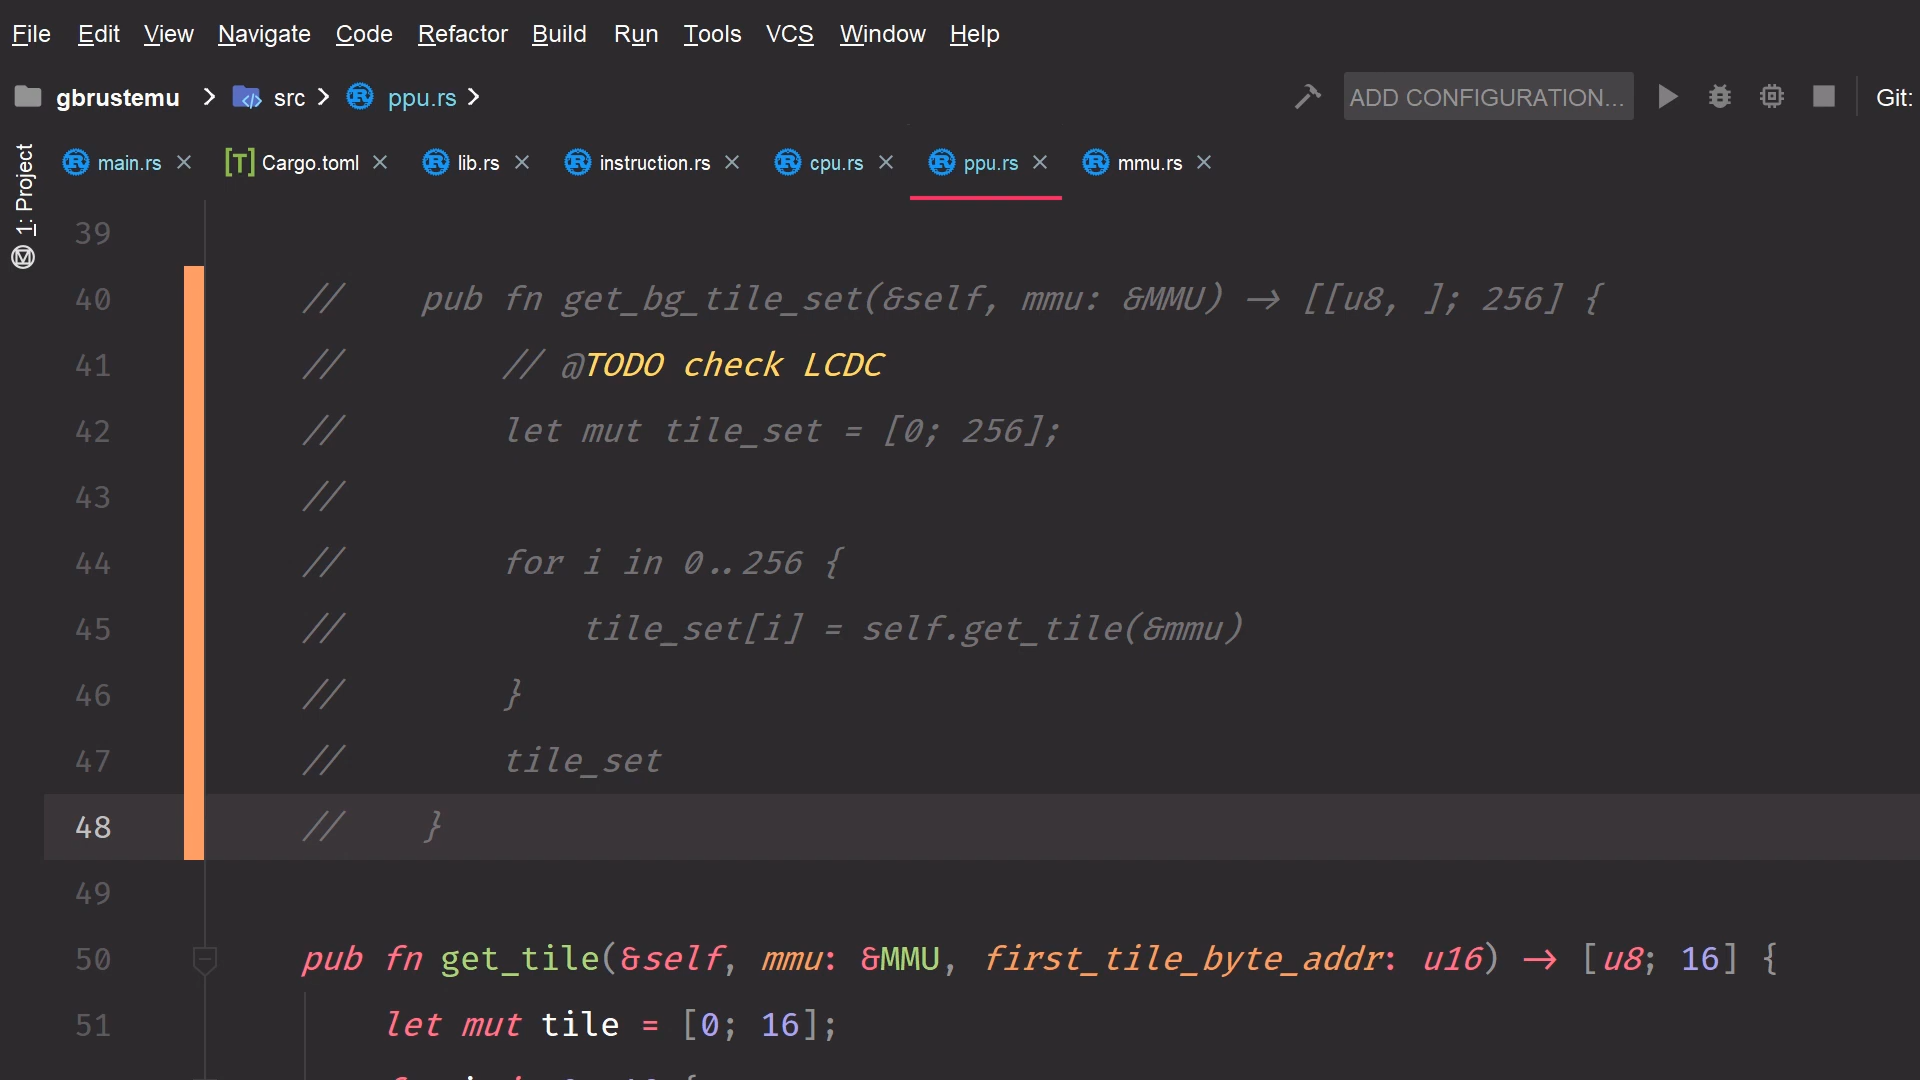 File Edit View Navigate Code Refactor Build Run Tools VCS Window Help
gbrustemu src ppu.rs ADD CONFIGURATION... Git:
1: Project
main.rs Cargo.toml lib.rs instruction.rs cpu.rs ppu.rs mmu.rs
39
40 // pub fn get_bg_tile_set(&self, mmu: &MMU) -> [[u8, ]; 256] {
41 // // @TODO check LCDC
42 // let mut tile_set = [0; 256];
43 //
44 // for i in 0..256 {
45 // tile_set[i] = self.get_tile(&mmu)
46 // }
47 // tile_set
48 // }
49
50 pub fn get_tile(&self, mmu: &MMU, first_tile_byte_addr: u16) -> [u8; 16] {
51 let mut tile = [0; 16];